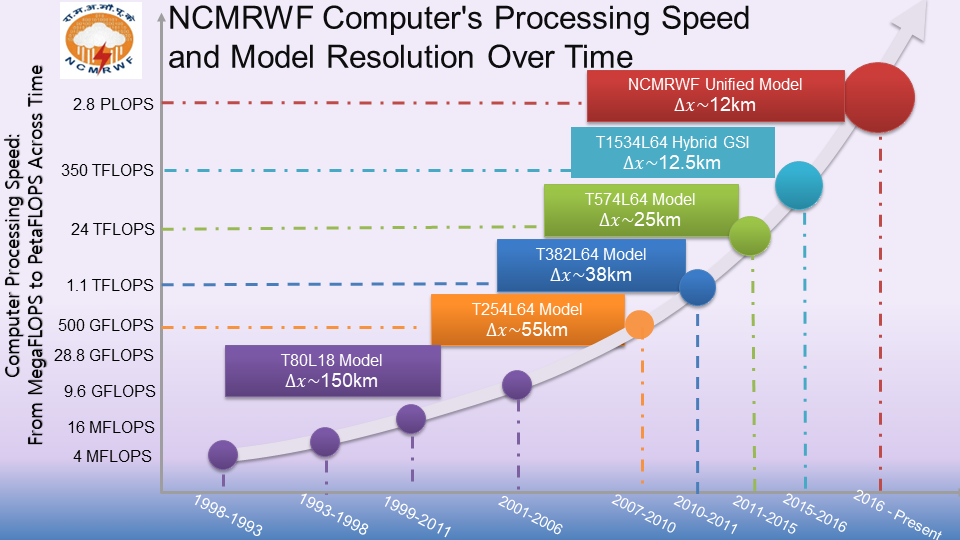 रा.म.अ.मौ.पू.के
NCMRWF
NCMRWF Computer's Processing Speed
and Model Resolution Over Time
Computer Processing Speed:
From MegaFLOPS to PetaFLOPS Across Time
2.8 PLOPS
350 TFLOPS
24 TFLOPS
1.1 TFLOPS
500 GFLOPS
28.8 GFLOPS
9.6 GFLOPS
16 MFLOPS
4 MFLOPS
NCMRWF Unified Model
Δx~12km
T1534L64 Hybrid GSI
Δx~12.5km
T574L64 Model
Δx~25km
T382L64 Model
Δx~38km
T254L64 Model
Δx~55km
T80L18 Model
Δx~150km
1998-1993
1993-1998
1999-2011
2001-2006
2007-2010
2010-2011
2011-2015
2015-2016
2016 - Present